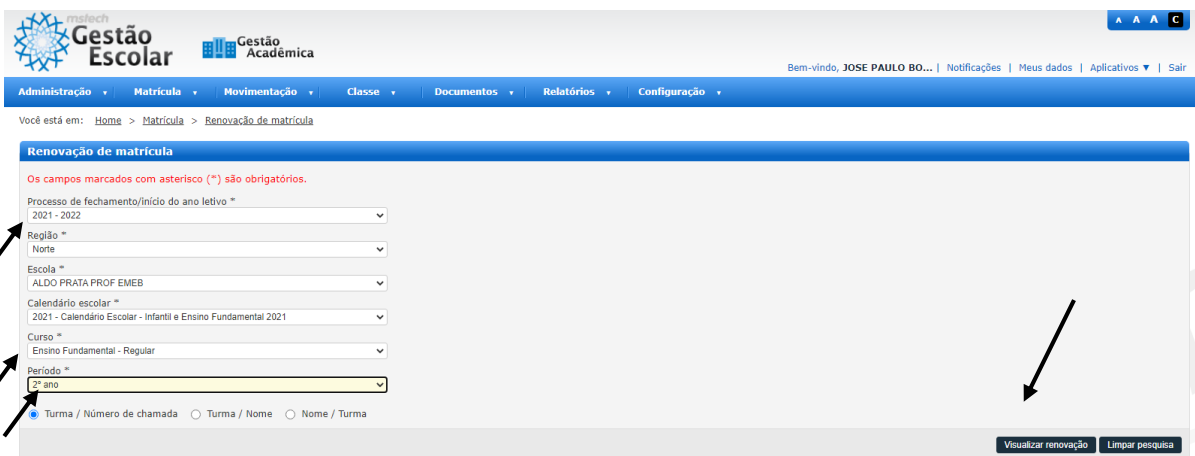 mstech
Gestão
Escolar
Gestão
Acadêmica
A A A C
Bem-vindo, JOSE PAULO BO... | Notificações | Meus dados | Aplicativos ▼ | Sair
Administração Matrícula Movimentação Classe Documentos Relatórios Configuração
Você está em: Home > Matrícula > Renovação de matrícula
Renovação de matrícula
Os campos marcados com asterisco (*) são obrigatórios.
Processo de fechamento/início do ano letivo *
2021 - 2022
Região *
Norte
Escola *
ALDO PRATA PROF EMEB
Calendário escolar *
2021 - Calendário Escolar - Infantil e Ensino Fundamental 2021
Curso *
Ensino Fundamental - Regular
Período *
2º ano
Turma / Número de chamada Turma / Nome Nome / Turma
Visualizar renovação Limpar pesquisa